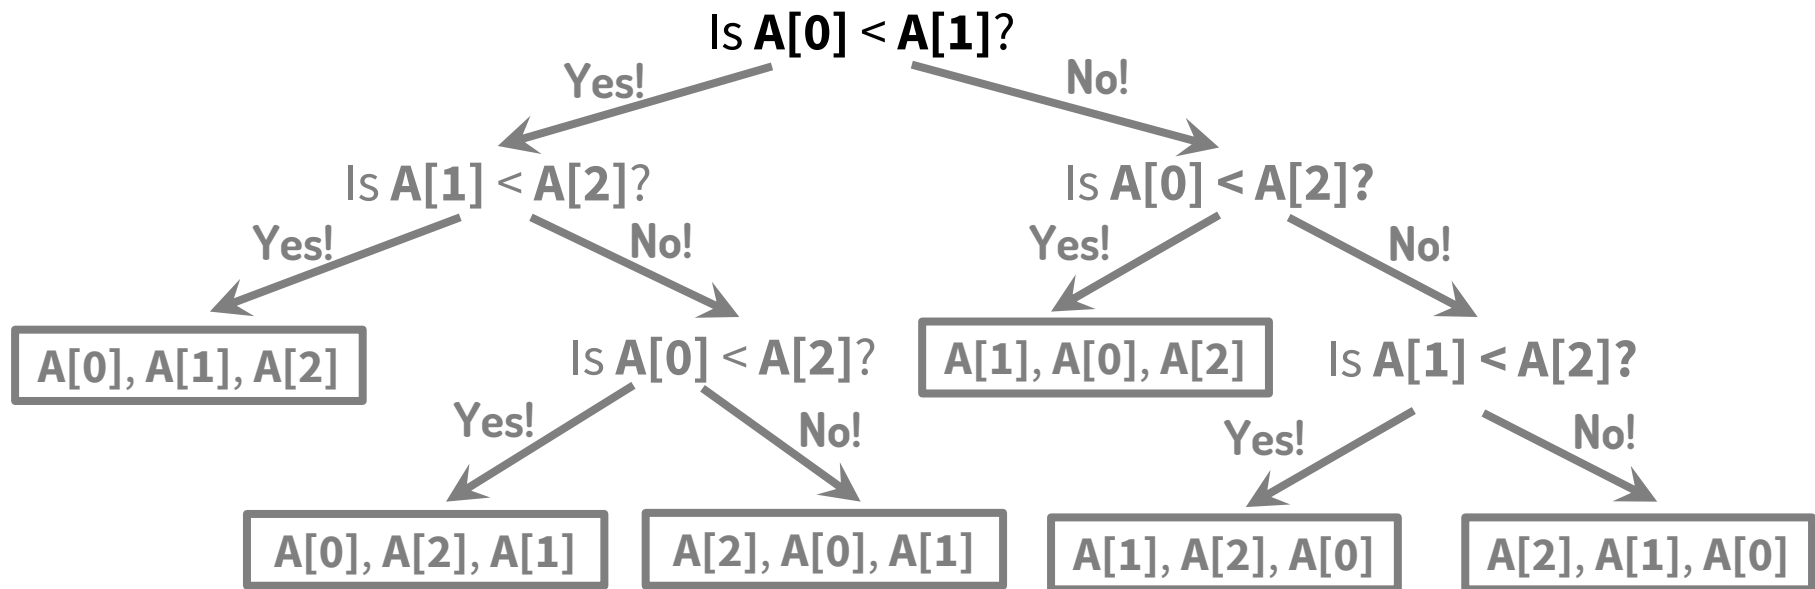 Is A[0] < A[1]?
Yes!
No!
Is A[1] < A[2]?
Is A[0] < A[2]?
Yes!
No!
Yes!
No!
A[0], A[1], A[2]
Is A[0] < A[2]?
A[1], A[0], A[2]
Is A[1] < A[2]?
Yes!
No!
Yes!
No!
A[0], A[2], A[1]
A[2], A[0], A[1]
A[1], A[2], A[0]
A[2], A[1], A[0]